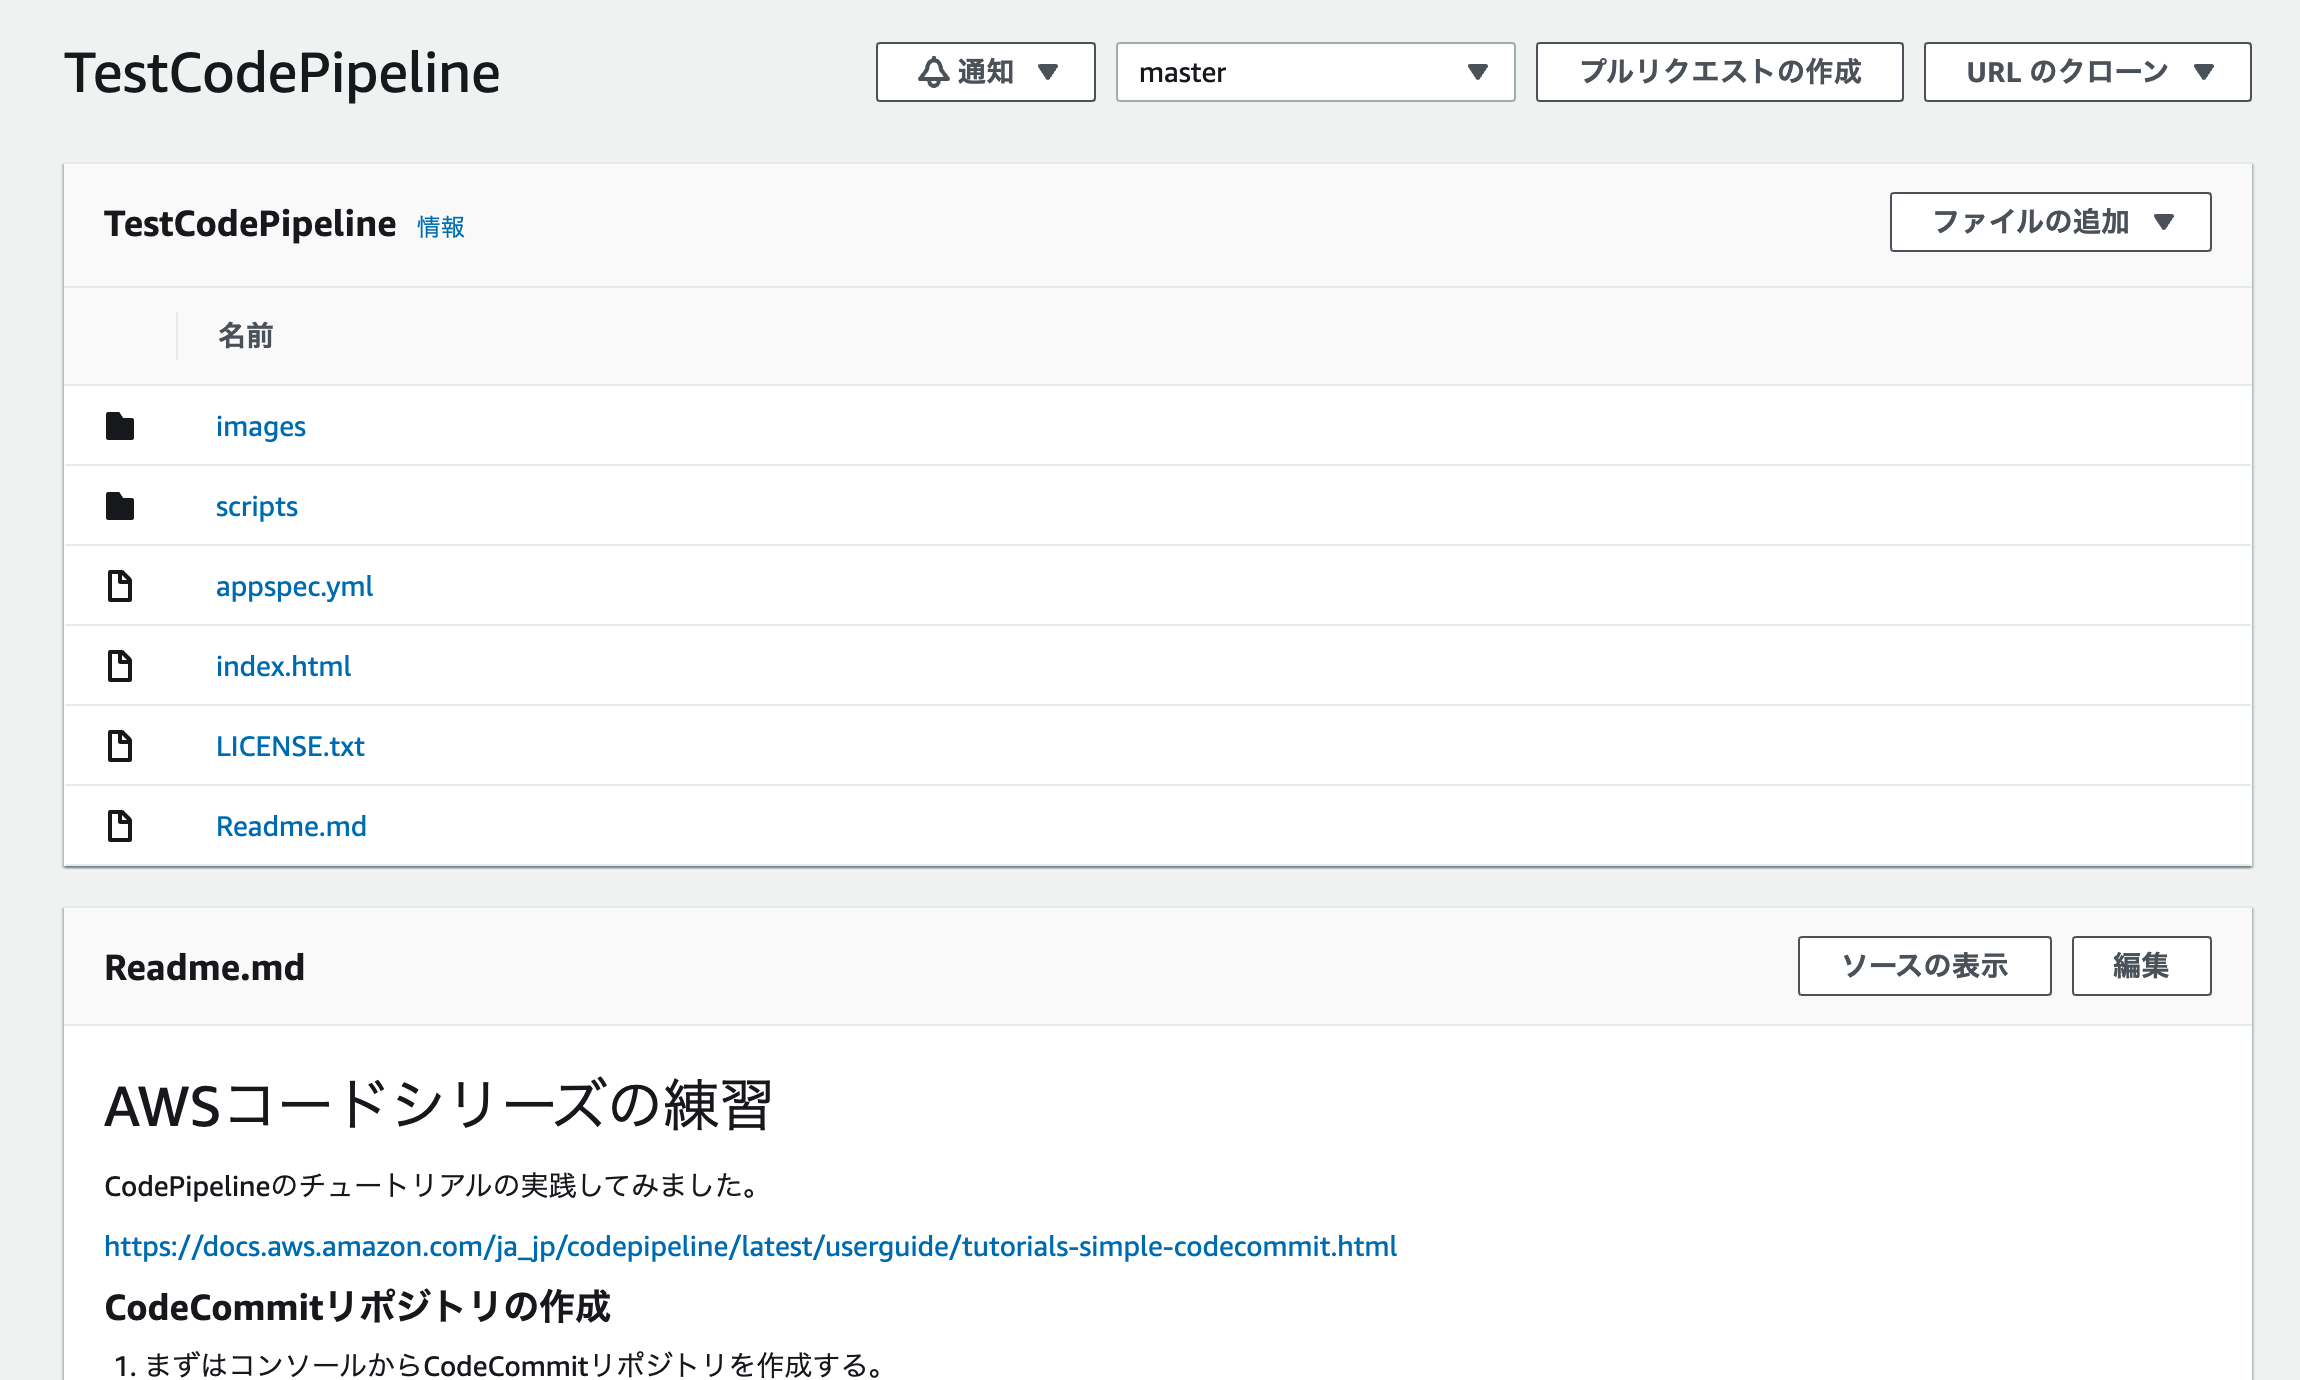 TestCodePipeline
通知
master
プルリクエストの作成
URL のクローン
TestCodePipeline 情報
ファイルの追加
名前
images
scripts
appspec.yml
index.html
LICENSE.txt
Readme.md
Readme.md
ソースの表示
編集
AWSコードシリーズの練習
CodePipelineのチュートリアルの実践してみました。
https://docs.aws.amazon.com/ja_jp/codepipeline/latest/userguide/tutorials-simple-codecommit.html
CodeCommitリポジトリの作成
1. まずはコンソールからCodeCommitリポジトリを作成する。